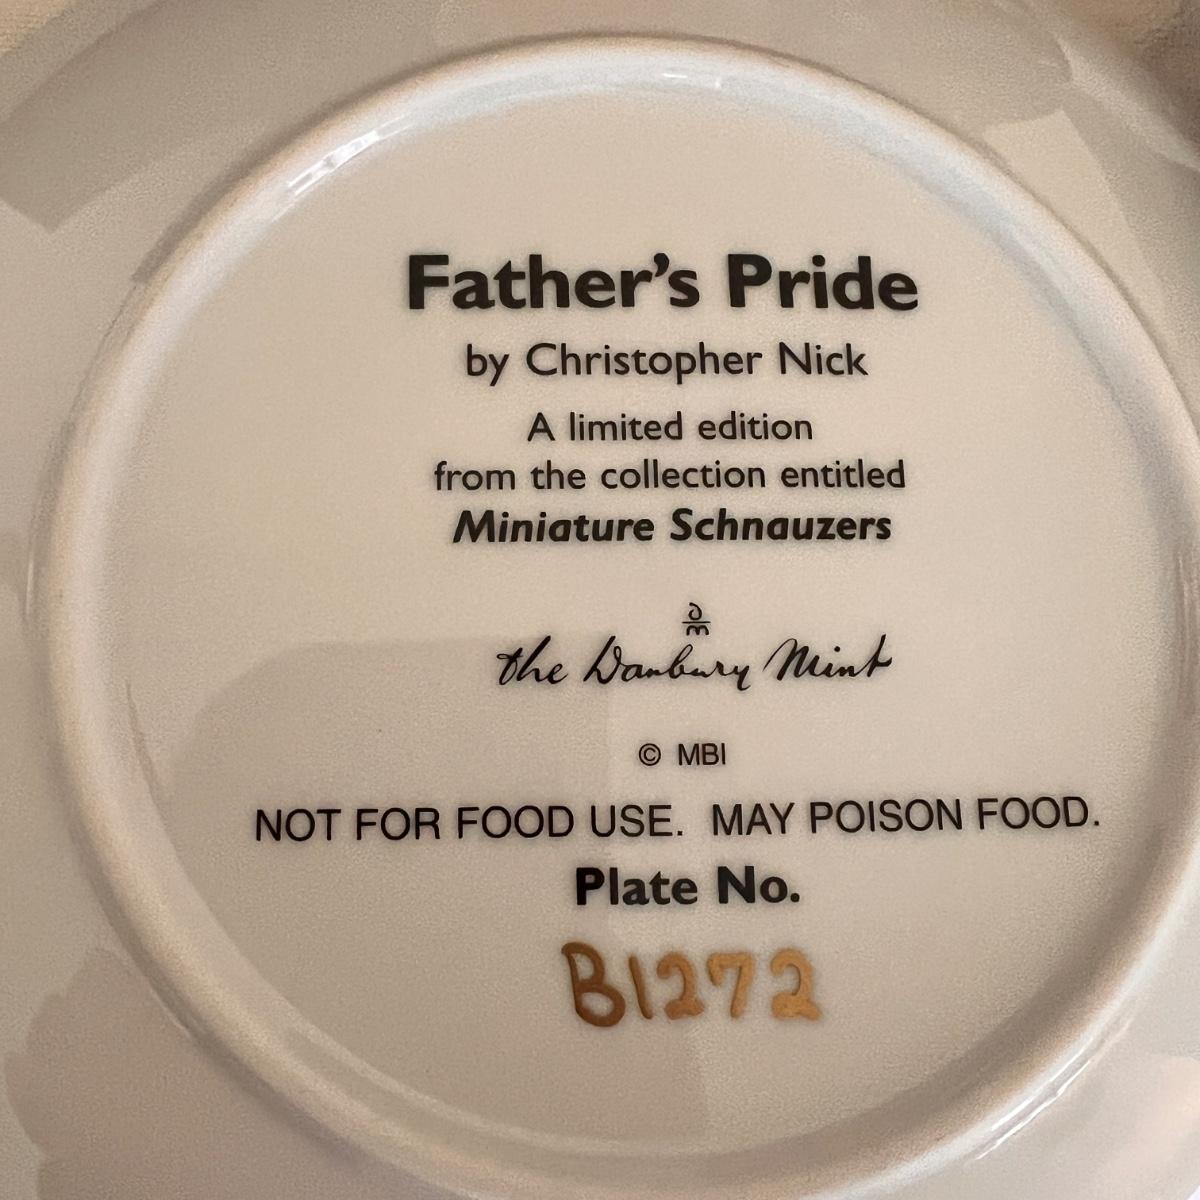 Father's Pride
by Christopher Nick
A limited edition
from the collection entitled
Miniature Schnauzers
dm
the Danbury Mint
© MBI
NOT FOR FOOD USE. MAY POISON FOOD.
Plate No.
B1272